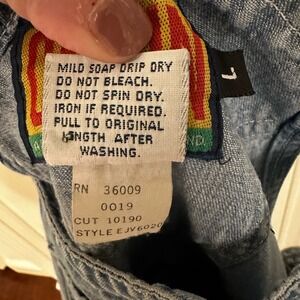 MILD SOAP DRIP DRY
DO NOT BLEACH.
DO NOT SPIN DRY.
IRON IF REQUIRED.
PULL TO ORIGINAL
LENGTH AFTER
WASHING.
L
RN 36009
0019
CUT 10190
STYLE EJV6020